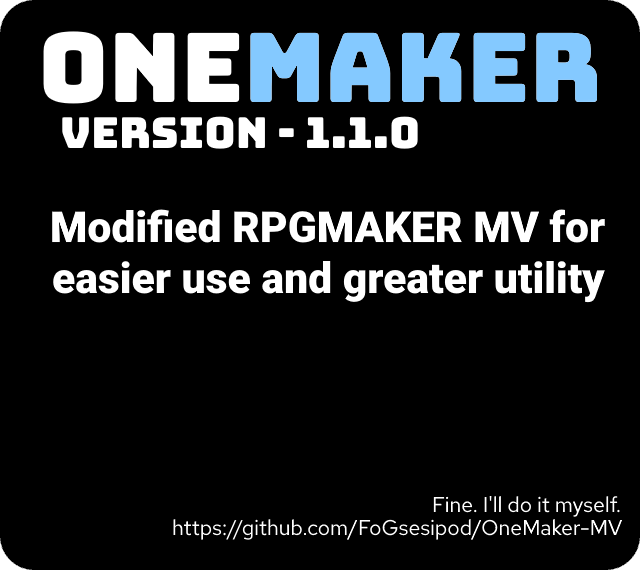 ONEMAKER
VERSION - 1.1.0
Modified RPGMAKER MV for
easier use and greater utility
Fine. I'll do it myself.
https://github.com/FoGsesipod/OneMaker-MV